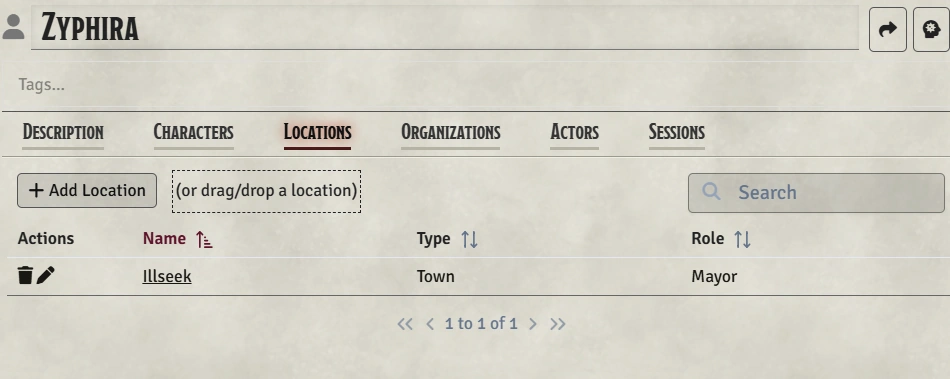 Zyphira
Tags...
Description Characters Locations Organizations Actors Sessions
Add Location (or drag/drop a location) Search
Actions Name Type Role
Illseek Town Mayor
1 to 1 of 1